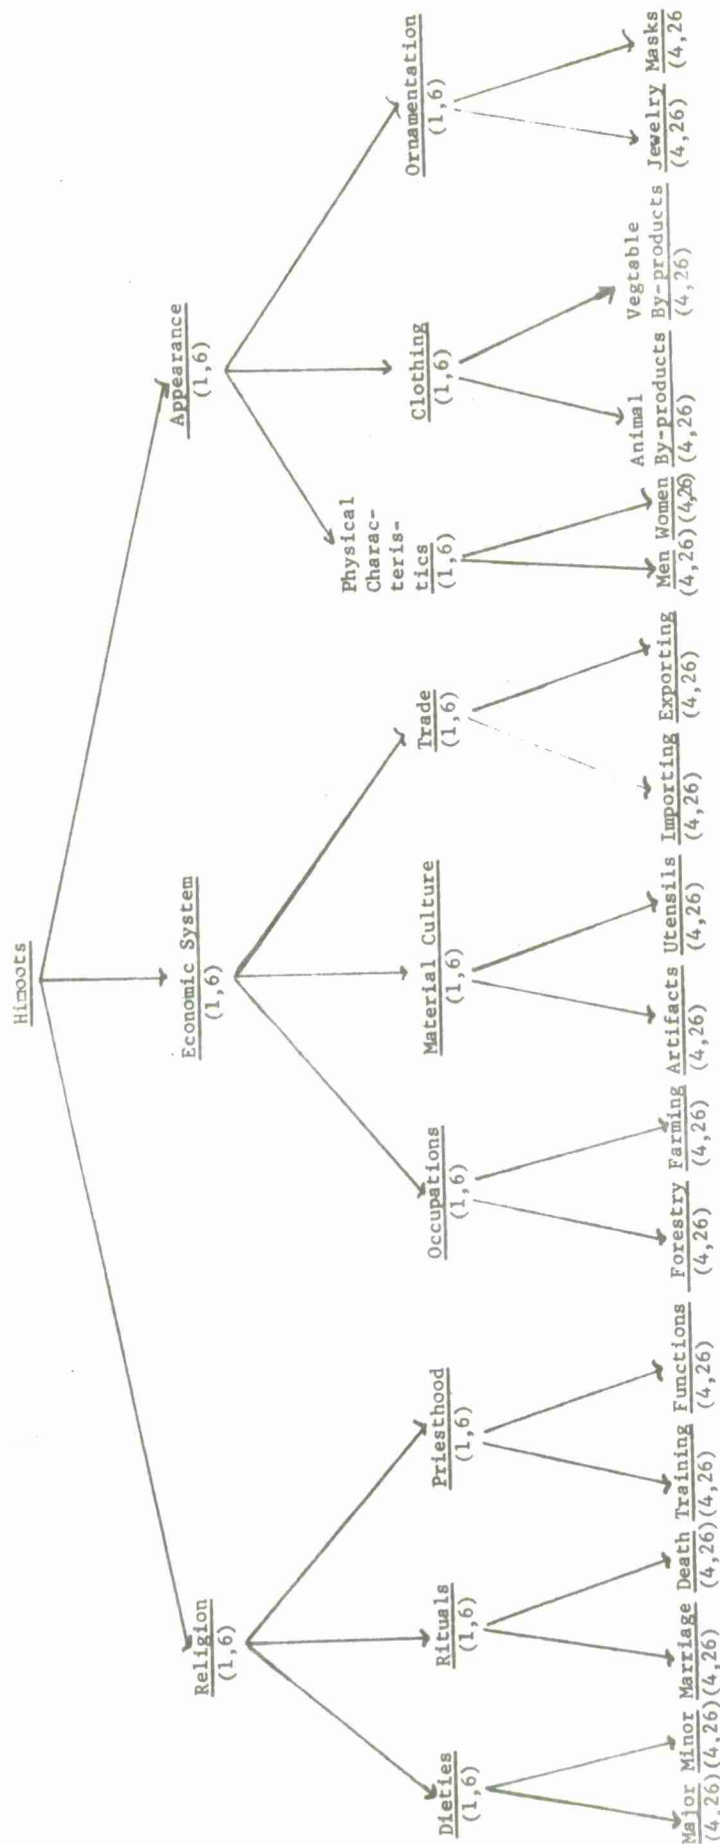 Himoots
Religion
(1,6)
Economic System
(1,6)
Appearance
(1,6)
Dieties
(1,6)
Rituals
(1,6)
Priesthood
(1,6)
Occupations
(1,6)
Material Culture
(1,6)
Trade
(1,6)
Physical
Charac-
teris-
tics
(1,6)
Clothing
(1,6)
Ornamentation
(1,6)
Major
(4,26)
Minor
(4,26)
Marriage
(4,26)
Death
(4,26)
Training
(4,26)
Functions
(4,26)
Forestry
(4,26)
Farming
(4,26)
Artifacts
(4,26)
Utensils
(4,26)
Importing
(4,26)
Exporting
(4,26)
Men
(4,26)
Women
(4,26)
Animal
By-products
(4,26)
Vegtable
By-products
(4,26)
Jewelry
(4,26)
Masks
(4,26